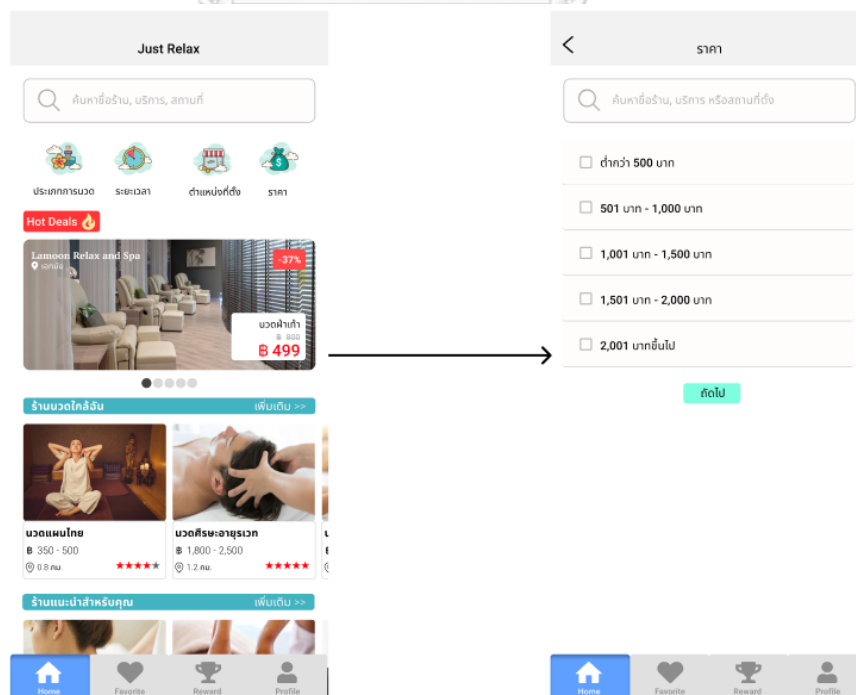 Just Relax
ค้นหาชื่อร้าน, บริการ, สถานที่
ประเภทการนวด
ระยะเวลา
ตำแหน่งที่ตั้ง
ราคา
Hot Deals
Lamoon Relax and Spa
เอกมัย
-37%
นวดฝ่าเท้า
฿ 800
฿ 499
ร้านนวดใกล้ฉัน
เพิ่มเติม >>
นวดแผนไทย
฿ 350 - 500
0.8 กม.
นวดศีรษะอายุรเวท
฿ 1,800 - 2,500
1.2 กม.
ร้านแนะนำสำหรับคุณ
เพิ่มเติม >>
Home
Favorite
Reward
Profile
ราคา
ค้นหาชื่อร้าน, บริการ หรือสถานที่ตั้ง
ต่ำกว่า 500 บาท
501 บาท - 1,000 บาท
1,001 บาท - 1,500 บาท
1,501 บาท - 2,000 บาท
2,001 บาทขึ้นไป
ถัดไป
Home
Favorite
Reward
Profile